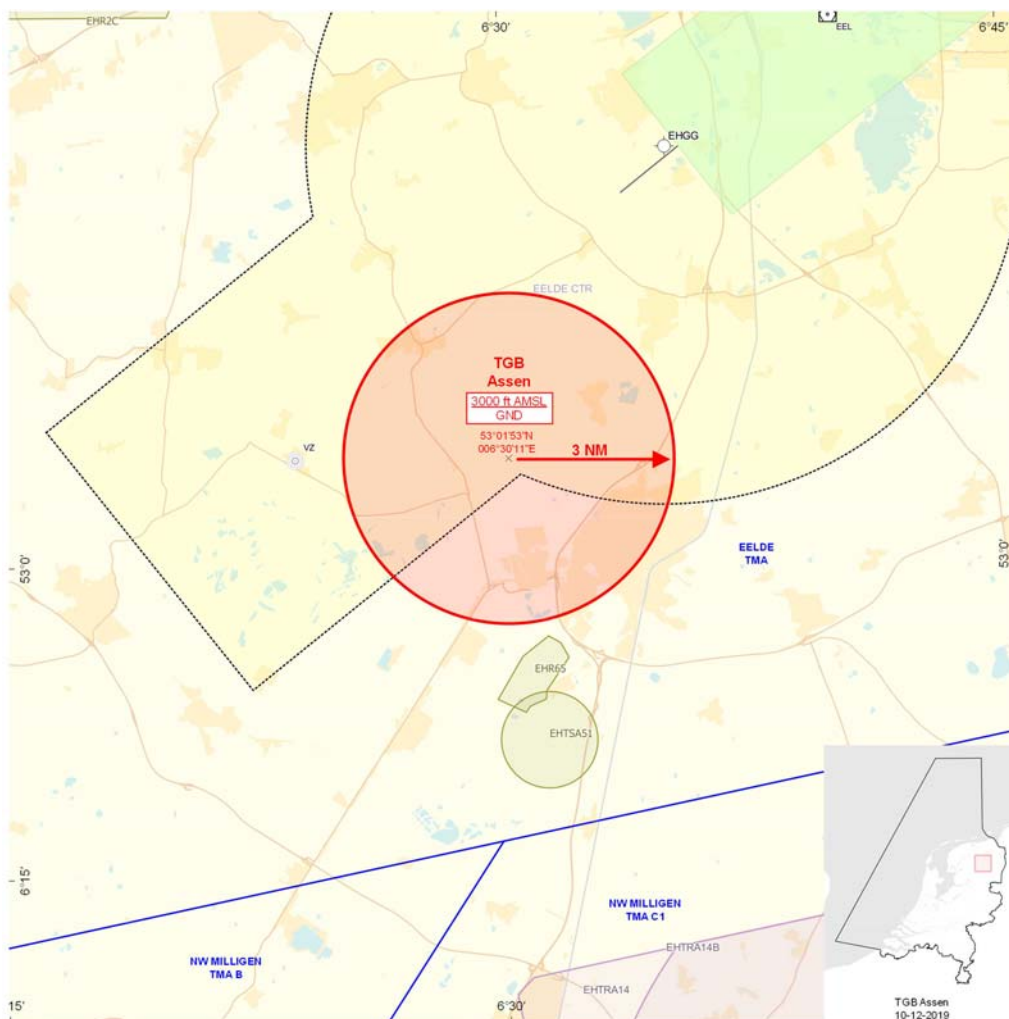 EHR2C
6°30'
6°45'
EEL
EHGG
EELDE CTR
TGB
Assen
3000 ft AMSL
GND
53°01'53"N
006°30'11"E
3 NM
VZ
53°0'
EELDE
TMA
53°0'
EHR65
EHTSA51
6°15'
NW MILLIGEN
TMA C1
NW MILLIGEN
TMA B
EHTRA14B
EHTRA14
15'
6°30'
TGB Assen
10-12-2019